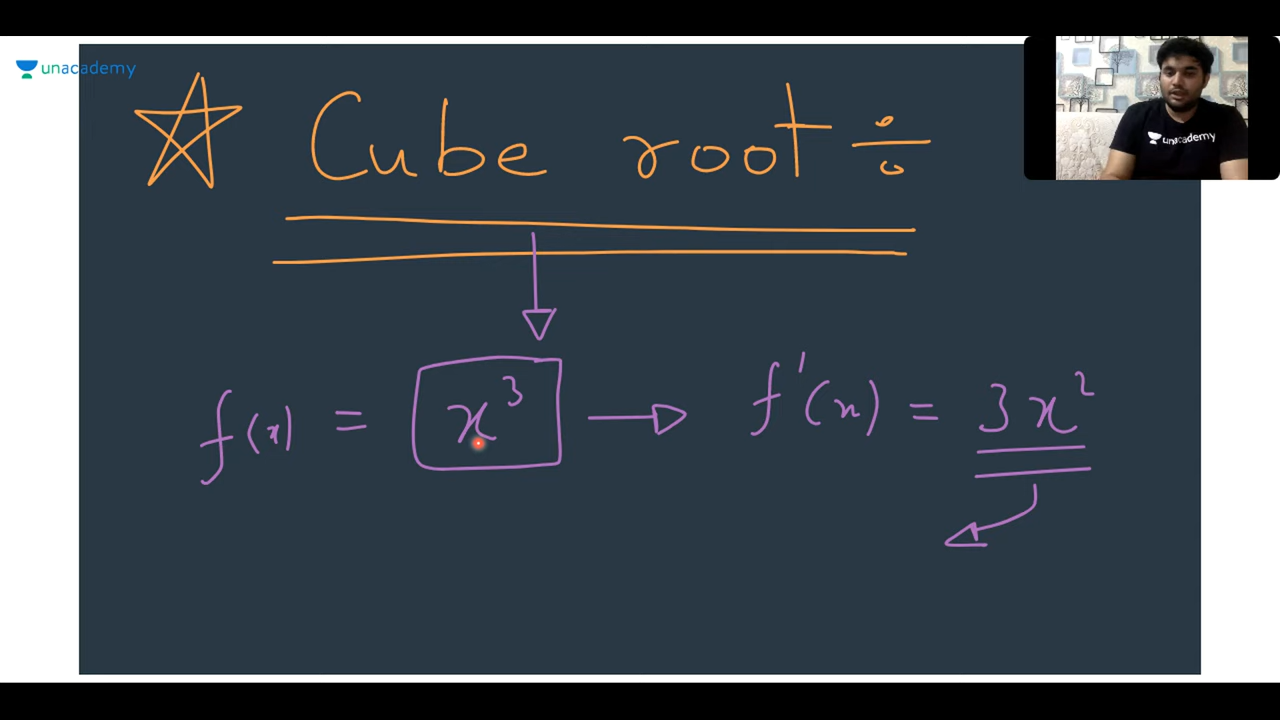 unacademy
Cube root ÷
unacademy
f(x) = x³ → f'(x) = 3x²